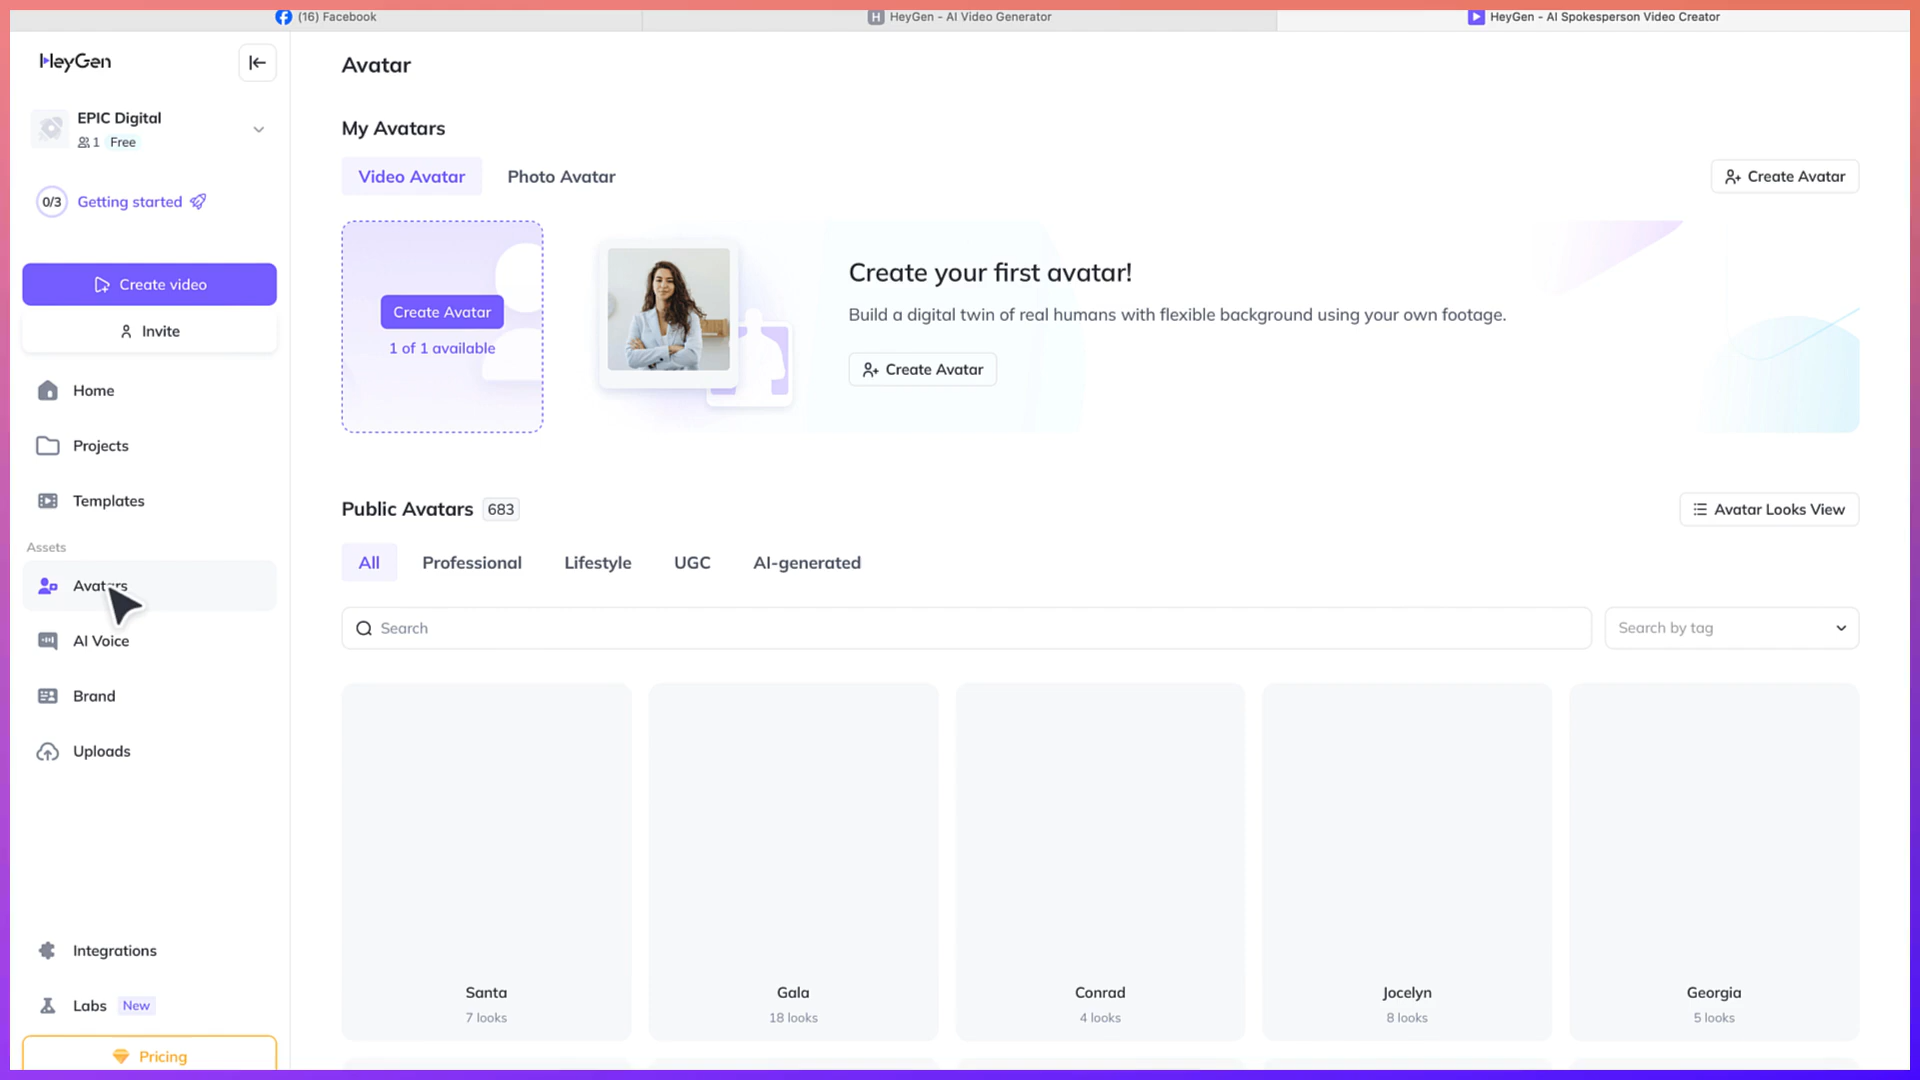 (16) Facebook
HeyGen - AI Video Generator
HeyGen - AI Spokesperson Video Creator
HeyGen
EPIC Digital
1 Free
0/3 Getting started
Create video
Invite
Home
Projects
Templates
Assets
Avatars
AI Voice
Brand
Uploads
Integrations
Labs New
Pricing
Avatar
My Avatars
Video Avatar Photo Avatar
Create Avatar
Create Avatar
1 of 1 available
Create your first avatar!
Build a digital twin of real humans with flexible background using your own footage.
Create Avatar
Public Avatars 683
Avatar Looks View
All Professional Lifestyle UGC AI-generated
Search
Search by tag
Santa
7 looks
Gala
18 looks
Conrad
4 looks
Jocelyn
8 looks
Georgia
5 looks